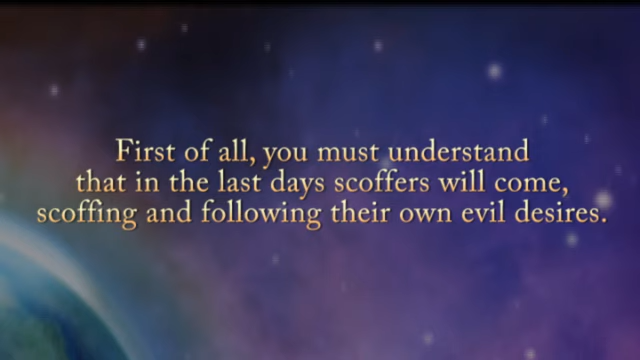 First of all, you must understand
that in the last days scoffers will come,
scoffing and following their own evil desires.